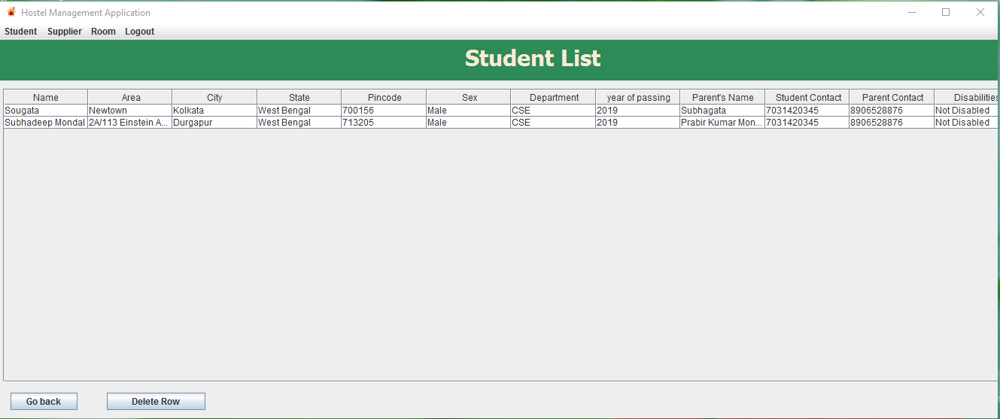 Hostel Management Application
Student Supplier Room Logout
Student List
Name Area City State Pincode Sex Department year of passing Parent's Name Student Contact Parent Contact Disabilities
Sougata Newtown Kolkata West Bengal 700156 Male CSE 2019 Subhagata 7031420345 8906528876 Not Disabled
Subhadeep Mondal 2A/113 Einstein A... Durgapur West Bengal 713205 Male CSE 2019 Prabir Kumar Mon... 7031420345 8906528876 Not Disabled
Go back Delete Row